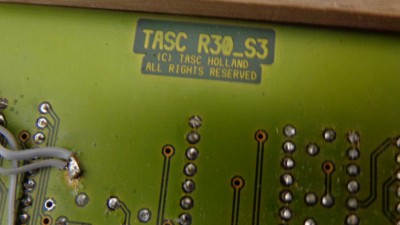 TASC R30_S3
(C) TASC HOLLAND
ALL RIGHTS RESERVED